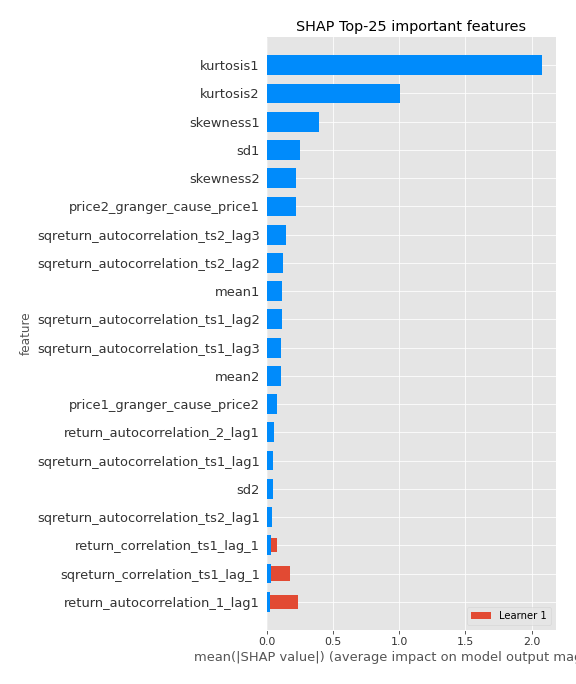 SHAP Top-25 important features
kurtosis1
kurtosis2
skewness1
sd1
skewness2
price2_granger_cause_price1
sqreturn_autocorrelation_ts2_lag3
sqreturn_autocorrelation_ts2_lag2
mean1
sqreturn_autocorrelation_ts1_lag2
sqreturn_autocorrelation_ts1_lag3
mean2
price1_granger_cause_price2
return_autocorrelation_2_lag1
sqreturn_autocorrelation_ts1_lag1
sd2
sqreturn_autocorrelation_ts2_lag1
return_correlation_ts1_lag_1
sqreturn_correlation_ts1_lag_1
return_autocorrelation_1_lag1
feature
Learner 1
0.0 0.5 1.0 1.5 2.0
mean(|SHAP value|) (average impact on model output mag